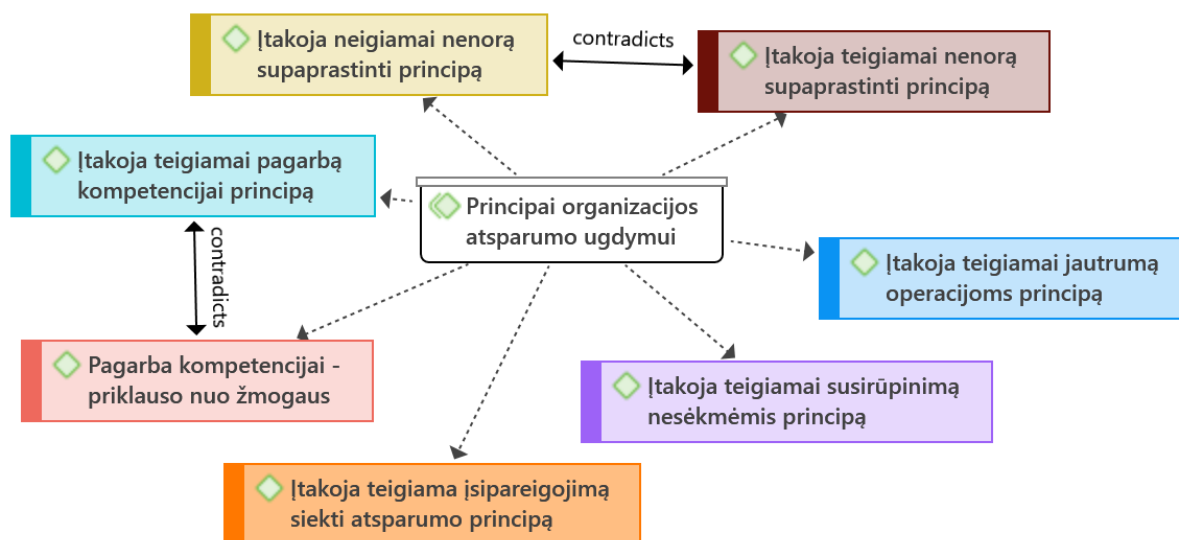 Įtakoja neigiamai nenorą
supaprastinti principą
contradicts
Įtakoja teigiamai nenorą
supaprastinti principą
Įtakoja teigiamai pagarbą
kompetencijai principą
Principai organizacijos
atsparumo ugdymui
contradicts
Įtakoja teigiamai jautrumą
operacijoms principą
Pagarba kompetencijai -
priklauso nuo žmogaus
Įtakoja teigiamai susirūpinimą
nesėkmėmis principą
Įtakoja teigiama įsipareigojimą
siekti atsparumo principą